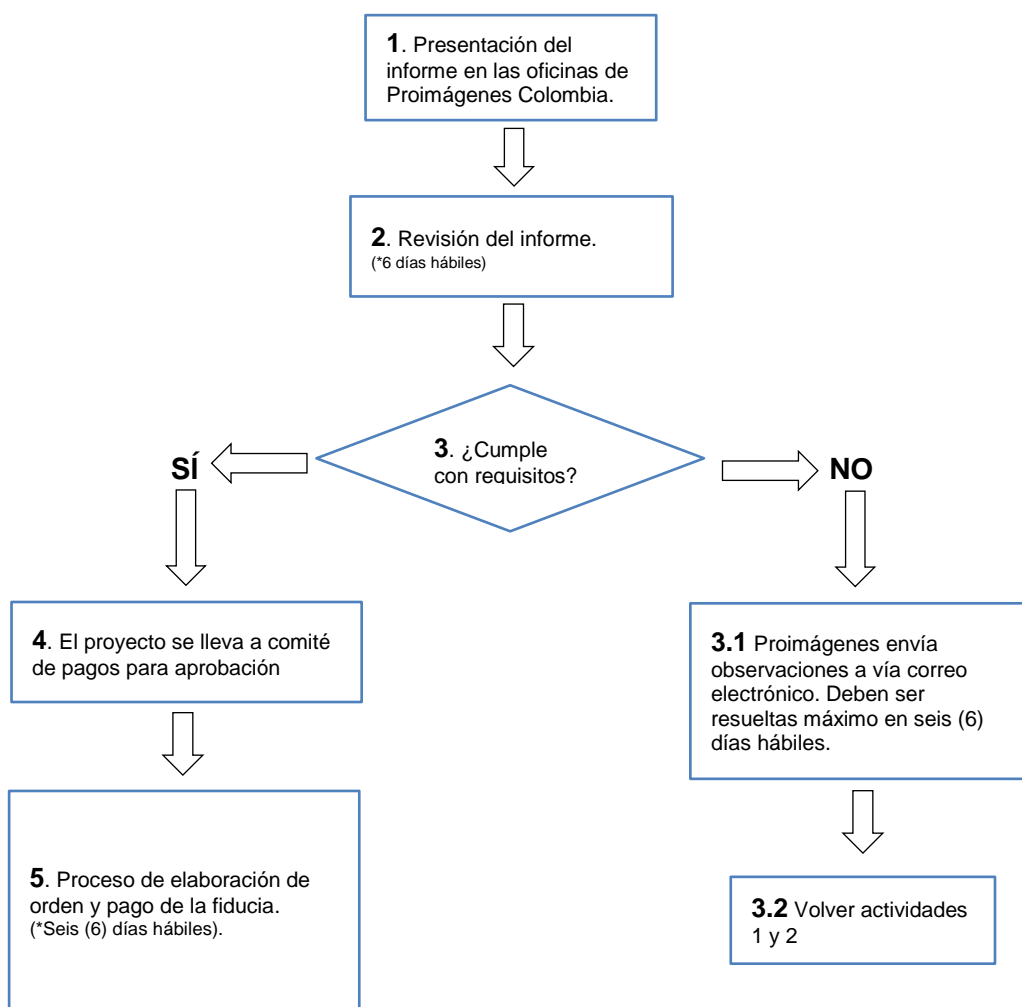 1. Presentación del
informe en las oficinas de
Proimágenes Colombia.
2. Revisión del informe.
(*6 días hábiles)
3. ¿Cumple
con requisitos?
SÍ
NO
4. El proyecto se lleva a comité
de pagos para aprobación
3.1 Proimágenes envía
observaciones a vía correo
electrónico. Deben ser
resueltas máximo en seis (6)
días hábiles.
5. Proceso de elaboración de
orden y pago de la fiducia.
(*Seis (6) días hábiles).
3.2 Volver actividades
1 y 2